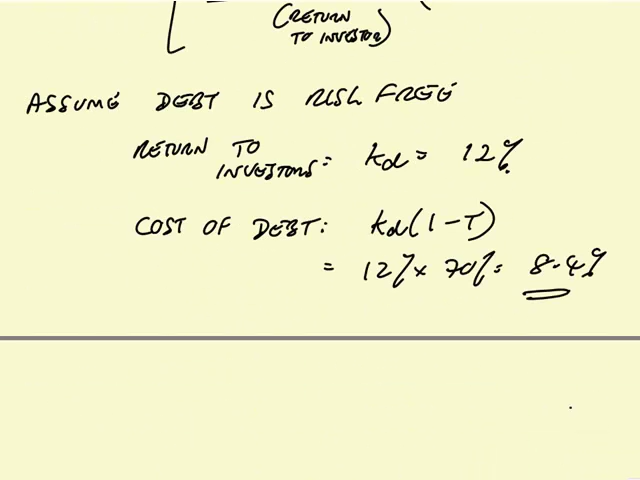 (RETURN
TO INVESTOR)
ASSUME DEBT IS RISK FREE
RETURN TO
INVESTORS = kd = 12%
COST OF DEBT: kd(1-T)
= 12% x 70% = 8.4%